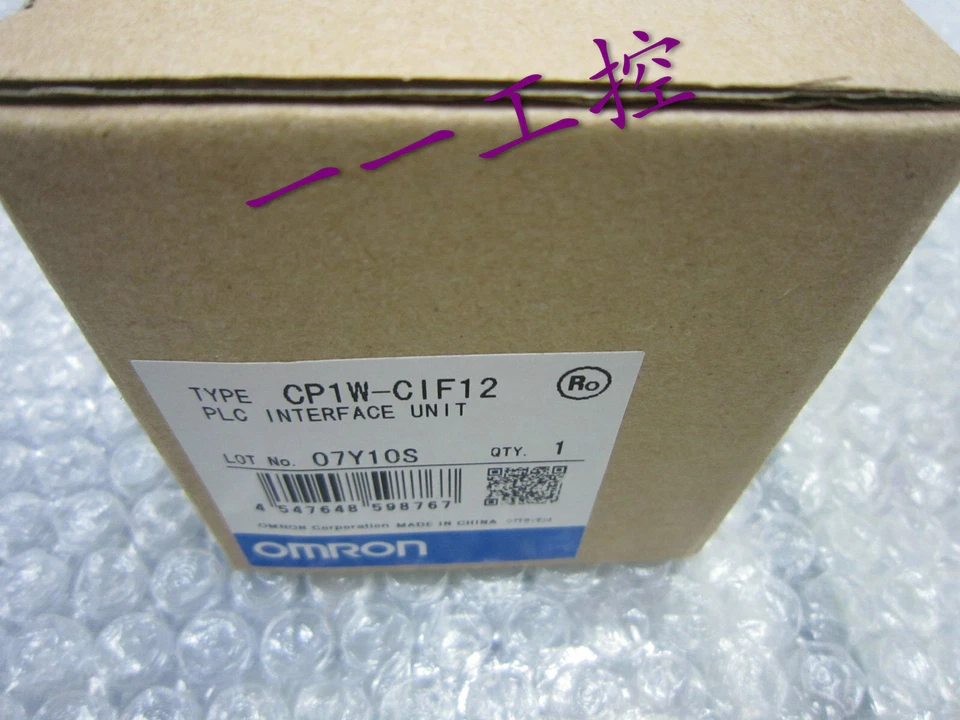 一一工控
TYPE CP1W-CIF12 Ro
PLC INTERFACE UNIT
LOT No. 07Y10S QTY. 1
4 547648 598767
OMRON Corporation MADE IN CHINA
OMRON